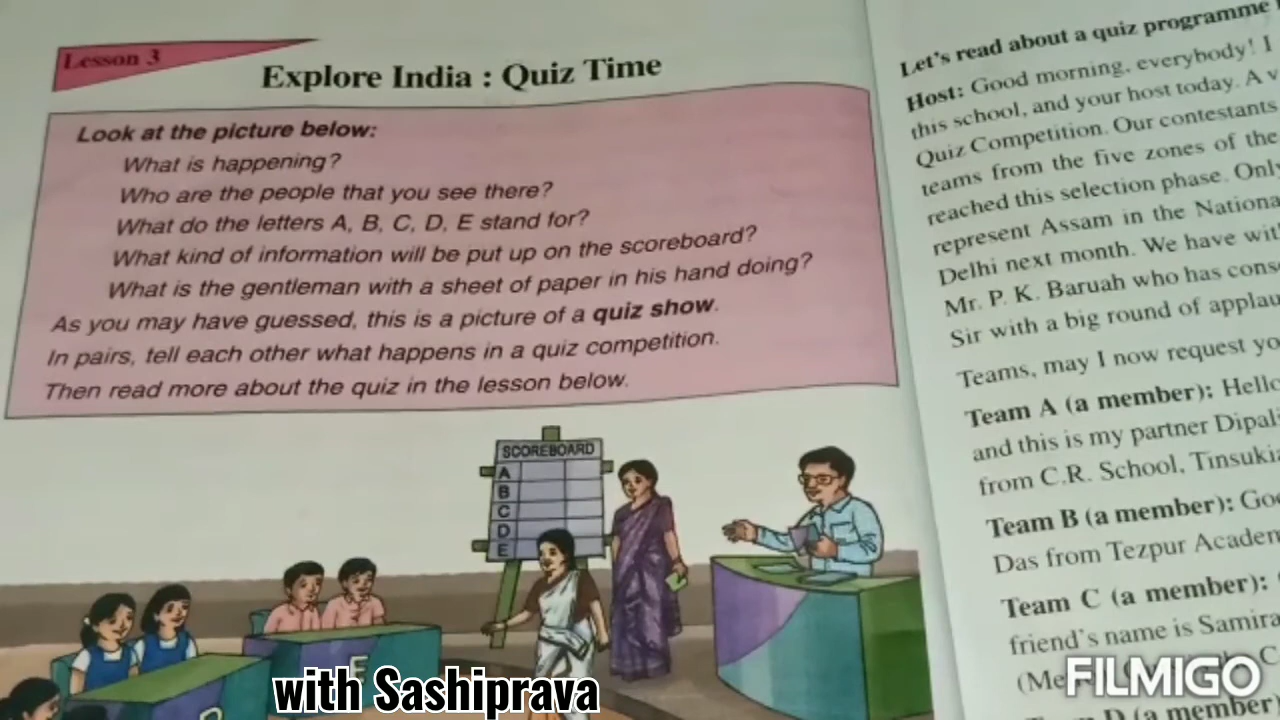 Lesson 3
Explore India : Quiz Time
Look at the picture below:
What is happening?
Who are the people that you see there?
What do the letters A, B, C, D, E stand for?
What kind of information will be put up on the scoreboard?
What is the gentleman with a sheet of paper in his hand doing?
As you may have guessed, this is a picture of a quiz show.
In pairs, tell each other what happens in a quiz competition.
Then read more about the quiz in the lesson below.
SCOREBOARD
A
B
C
D
E
E
with Sashiprava
Let's read about a quiz programme
Host: Good morning, everybody! I
this school, and your host today. A
Quiz Competition. Our contestants
teams from the five zones of the
reached this selection phase. Only
represent Assam in the Nationa
Delhi next month. We have wit
Mr. P. K. Baruah who has cons
Sir with a big round of applau
Teams, may I now request yo
Team A (a member): Hello
and this is my partner Dipal
from C.R. School, Tinsukia
Team B (a member): Goo
Das from Tezpur Academ
Team C (a member):
friend's name is Samira
(Me
Team D (a member)
FILMIGO